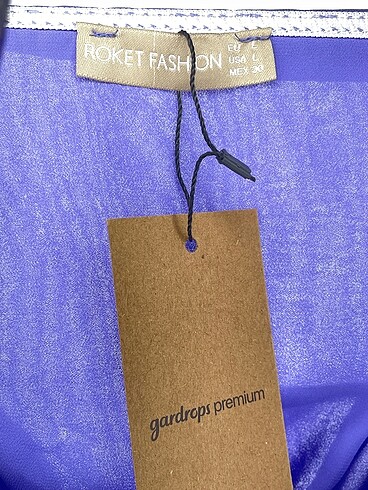 ROKET FASHION
EU L
USA L
MEX 30
gardrops premium